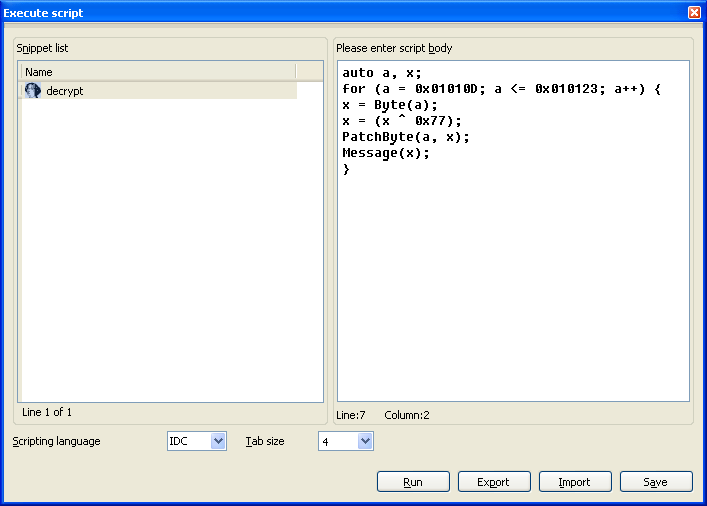 Execute script
Snippet list
Name
decrypt
Line 1 of 1
Please enter script body
auto a, x;
for (a = 0x01010D; a <= 0x010123; a++) {
x = Byte(a);
x = (x ^ 0x77);
PatchByte(a, x);
Message(x);
}
Line:7 Column:2
Scripting language IDC Tab size 4
Run Export Import Save